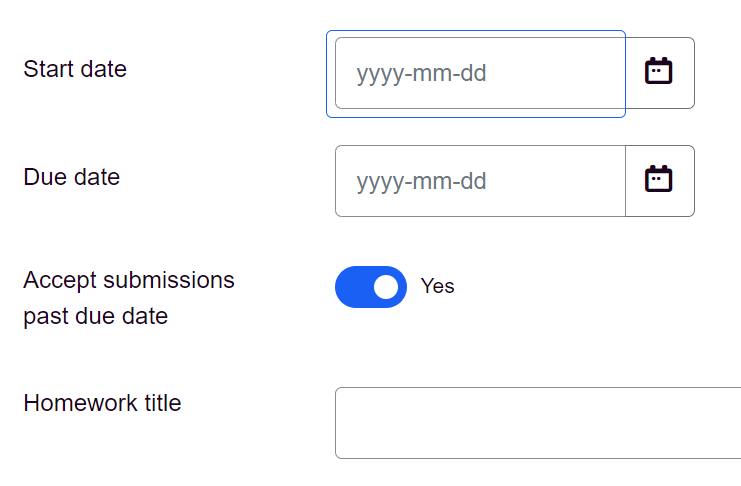 Start date
yyyy-mm-dd
Due date
yyyy-mm-dd
Accept submissions
past due date
Yes
Homework title